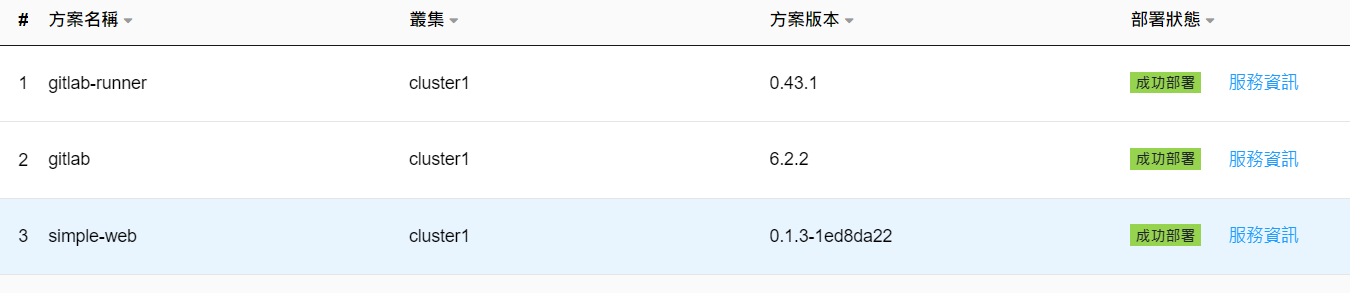 # 方案名稱 叢集 方案版本 部署狀態
1 gitlab-runner cluster1 0.43.1 成功部署 服務資訊
2 gitlab cluster1 6.2.2 成功部署 服務資訊
3 simple-web cluster1 0.1.3-1ed8da22 成功部署 服務資訊